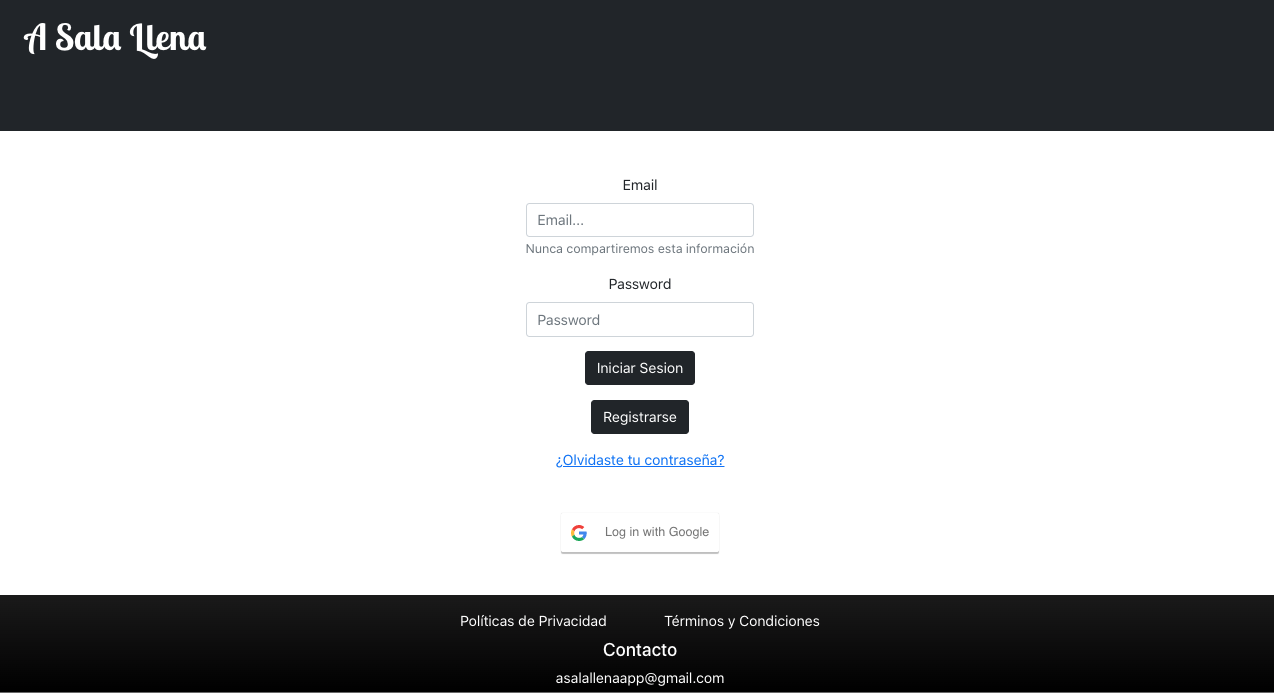 A Sala Llena
Email
Email...
Nunca compartiremos esta información
Password
Password
Iniciar Sesion
Registrarse
¿Olvidaste tu contraseña?
Log in with Google
Políticas de Privacidad Términos y Condiciones
Contacto
asalallenaapp@gmail.com